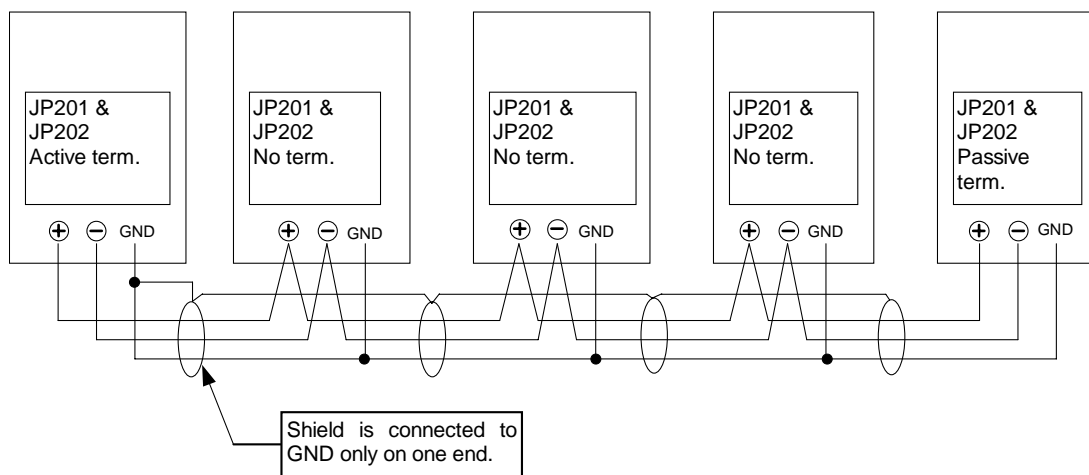 JP201 &
JP202
Active term.
JP201 &
JP202
No term.
JP201 &
JP202
No term.
JP201 &
JP202
No term.
JP201 &
JP202
Passive
term.
+ − GND
+ − GND
+ − GND
+ − GND
+ − GND
Shield is connected to
GND only on one end.